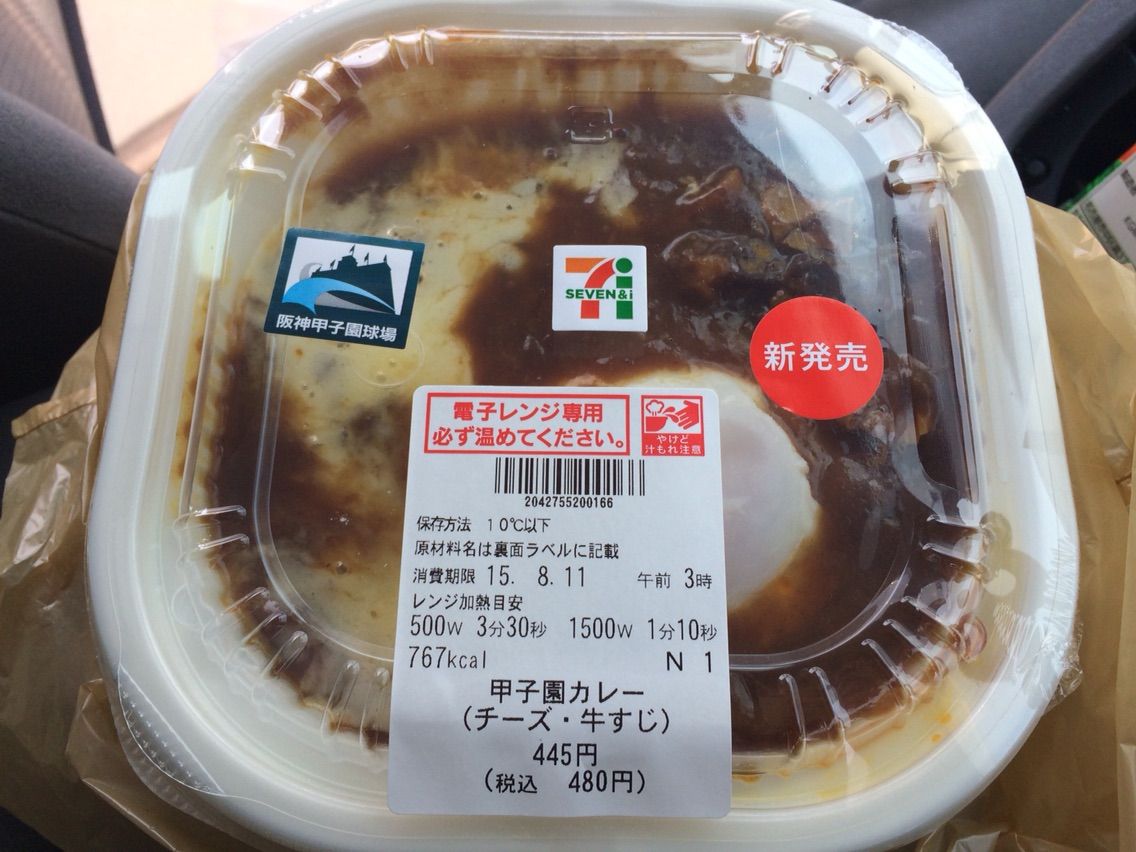 阪神甲子園球場
SEVEN&i
新発売
電子レンジ専用
必ず温めてください。
やけど
汁もれ注意
2042755200166
保存方法 10℃以下
原材料名は裏面ラベルに記載
消費期限 15. 8.11 午前 3時
レンジ加熱目安
500W 3分30秒 1500W 1分10秒
767kcal N 1
甲子園カレー
(チーズ・牛すじ)
445円
(税込 480円)